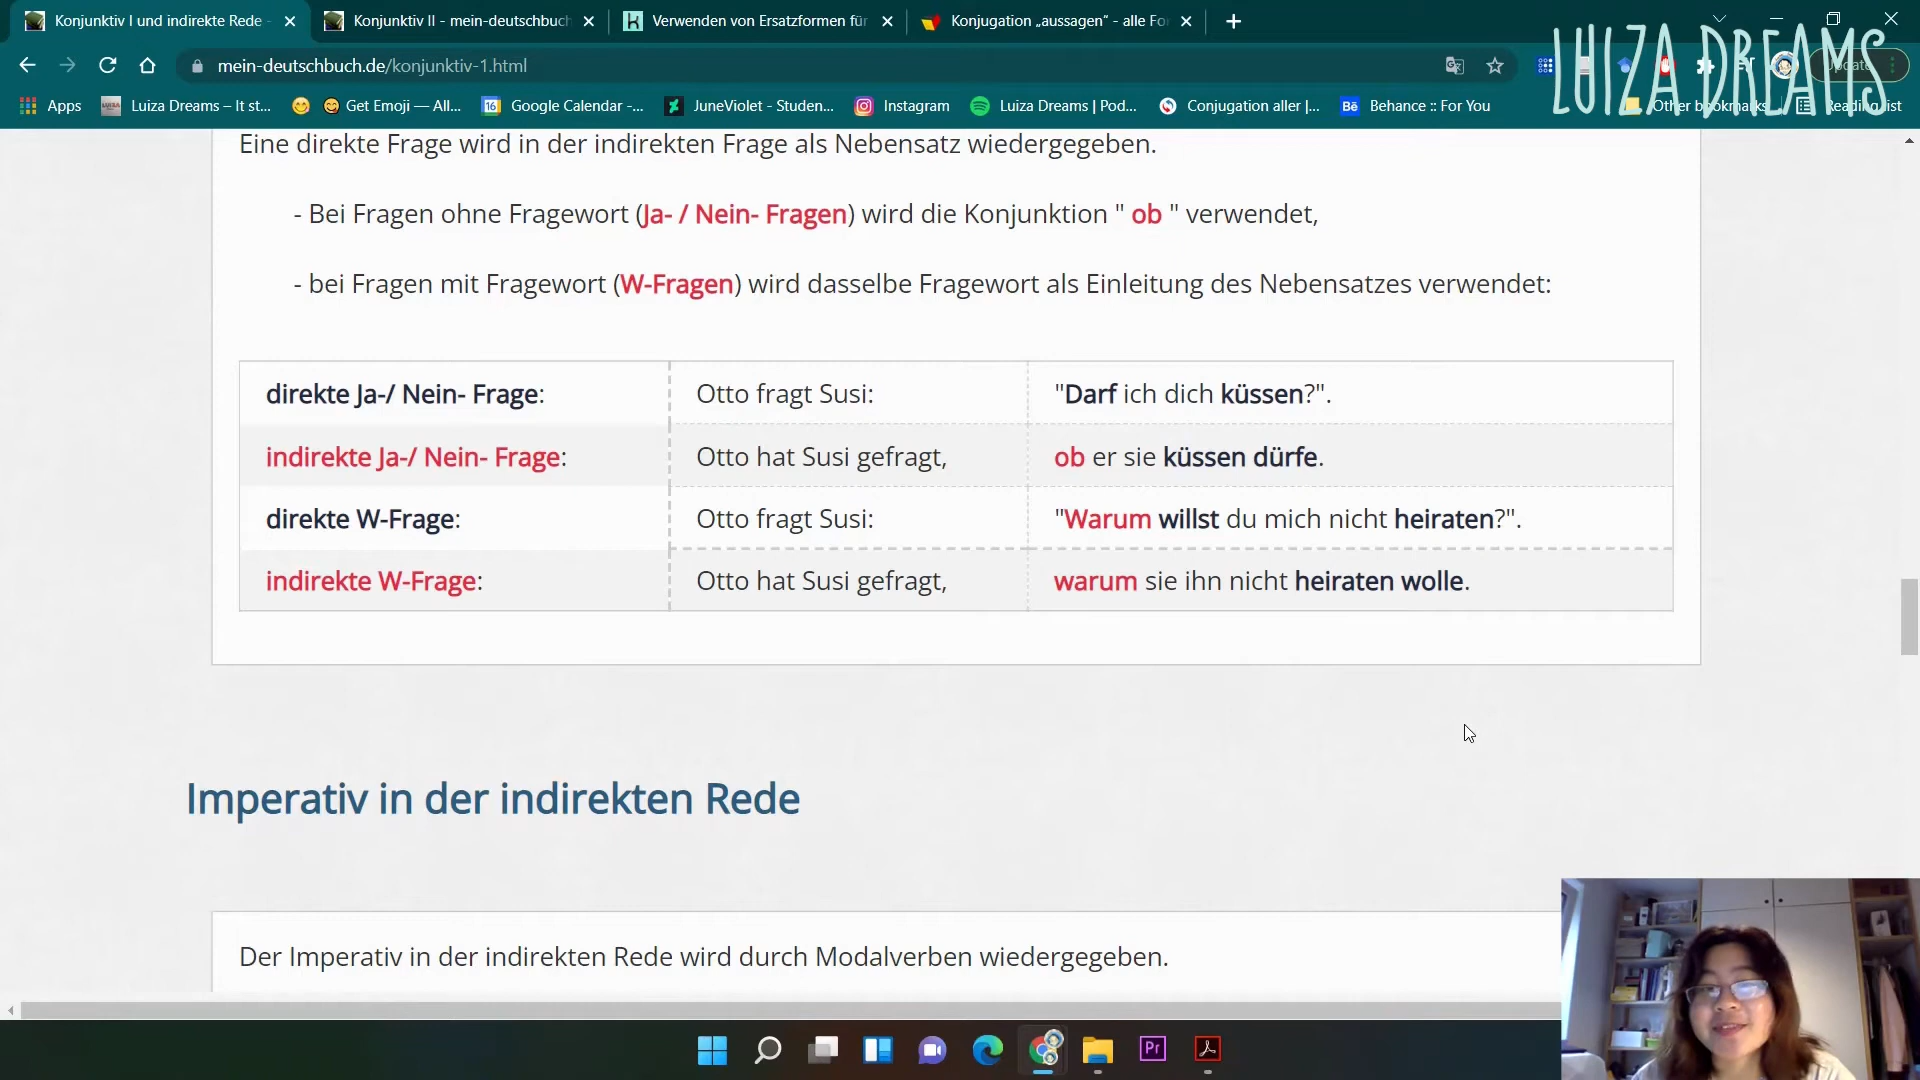 Konjunktiv I und indirekte Rede -
Konjunktiv II - mein-deutschbuch
Verwenden von Ersatzformen für
Konjugation „aussagen“ - alle For
mein-deutschbuch.de/konjunktiv-1.html
LUIZA DREAMS
Apps
Luiza Dreams – It st...
Get Emoji — All...
16
Google Calendar -...
JuneViolet - Studen...
Instagram
Luiza Dreams | Pod...
Conjugation aller |...
Bē
Behance :: For You
Other bookmarks
Reading list
Eine direkte Frage wird in der indirekten Frage als Nebensatz wiedergegeben.
- Bei Fragen ohne Fragewort (Ja- / Nein- Fragen) wird die Konjunktion " ob " verwendet,
- bei Fragen mit Fragewort (W-Fragen) wird dasselbe Fragewort als Einleitung des Nebensatzes verwendet:
direkte Ja-/ Nein- Frage: Otto fragt Susi: "Darf ich dich küssen?".
indirekte Ja-/ Nein- Frage: Otto hat Susi gefragt, ob er sie küssen dürfe.
direkte W-Frage: Otto fragt Susi: "Warum willst du mich nicht heiraten?".
indirekte W-Frage: Otto hat Susi gefragt, warum sie ihn nicht heiraten wolle.
Imperativ in der indirekten Rede
Der Imperativ in der indirekten Rede wird durch Modalverben wiedergegeben.
Pr